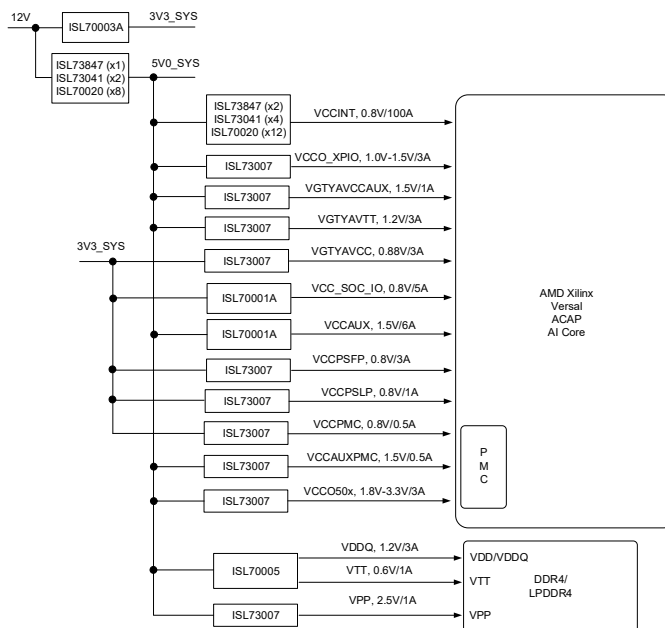 12V
ISL70003A
3V3_SYS
ISL73847 (x1)
ISL73041 (x2)
ISL70020 (x8)
5V0_SYS
ISL73847 (x2)
ISL73041 (x4)
ISL70020 (x12)
VCCINT, 0.8V/100A
ISL73007
VCCO_XPIO, 1.0V-1.5V/3A
ISL73007
VGTYAVCCAUX, 1.5V/1A
ISL73007
VGTYAVTT, 1.2V/3A
3V3_SYS
ISL73007
VGTYAVCC, 0.88V/3A
ISL70001A
VCC_SOC_IO, 0.8V/5A
ISL70001A
VCCAUX, 1.5V/6A
ISL73007
VCCPSFP, 0.8V/3A
ISL73007
VCCPSLP, 0.8V/1A
ISL73007
VCCPMC, 0.8V/0.5A
ISL73007
VCCAUXPMC, 1.5V/0.5A
ISL73007
VCCO50x, 1.8V-3.3V/3A
AMD Xilinx
Versal
ACAP
AI Core
P
M
C
ISL70005
VDDQ, 1.2V/3A
VDD/VDDQ
VTT, 0.6V/1A
VTT
DDR4/
LPDDR4
ISL73007
VPP, 2.5V/1A
VPP